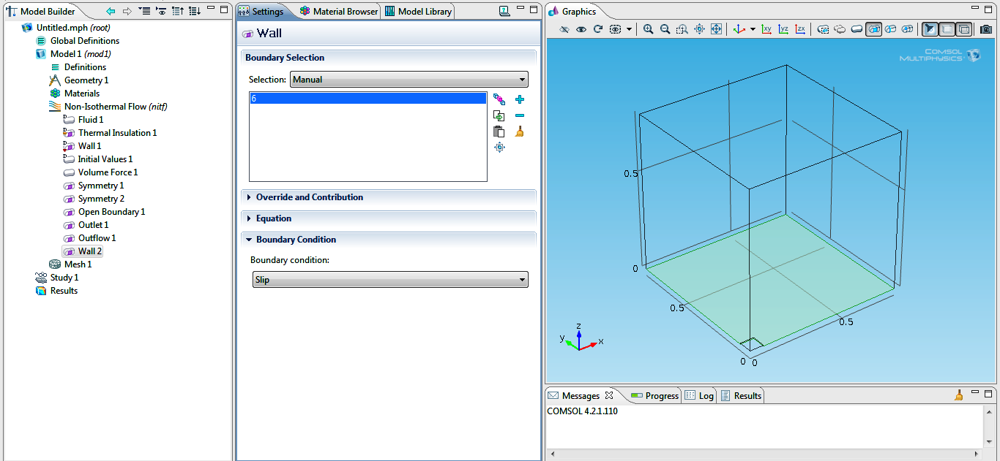 Model Builder
Untitled.mph (root)
Global Definitions
Model 1 (mod1)
Definitions
Geometry 1
Materials
Non-Isothermal Flow (nitf)
Fluid 1
Thermal Insulation 1
Wall 1
Initial Values 1
Volume Force 1
Symmetry 1
Symmetry 2
Open Boundary 1
Outlet 1
Outflow 1
Wall 2
Mesh 1
Study 1
Results
Settings Material Browser Model Library
Wall
Boundary Selection
Selection: Manual
6
Override and Contribution
Equation
Boundary Condition
Boundary condition:
Slip
Graphics
xy yz zx
COMSOL
MULTIPHYSICS
0.5
0
0.5
0.5
0 0
z
y
x
Messages Progress Log Results
COMSOL 4.2.1.110